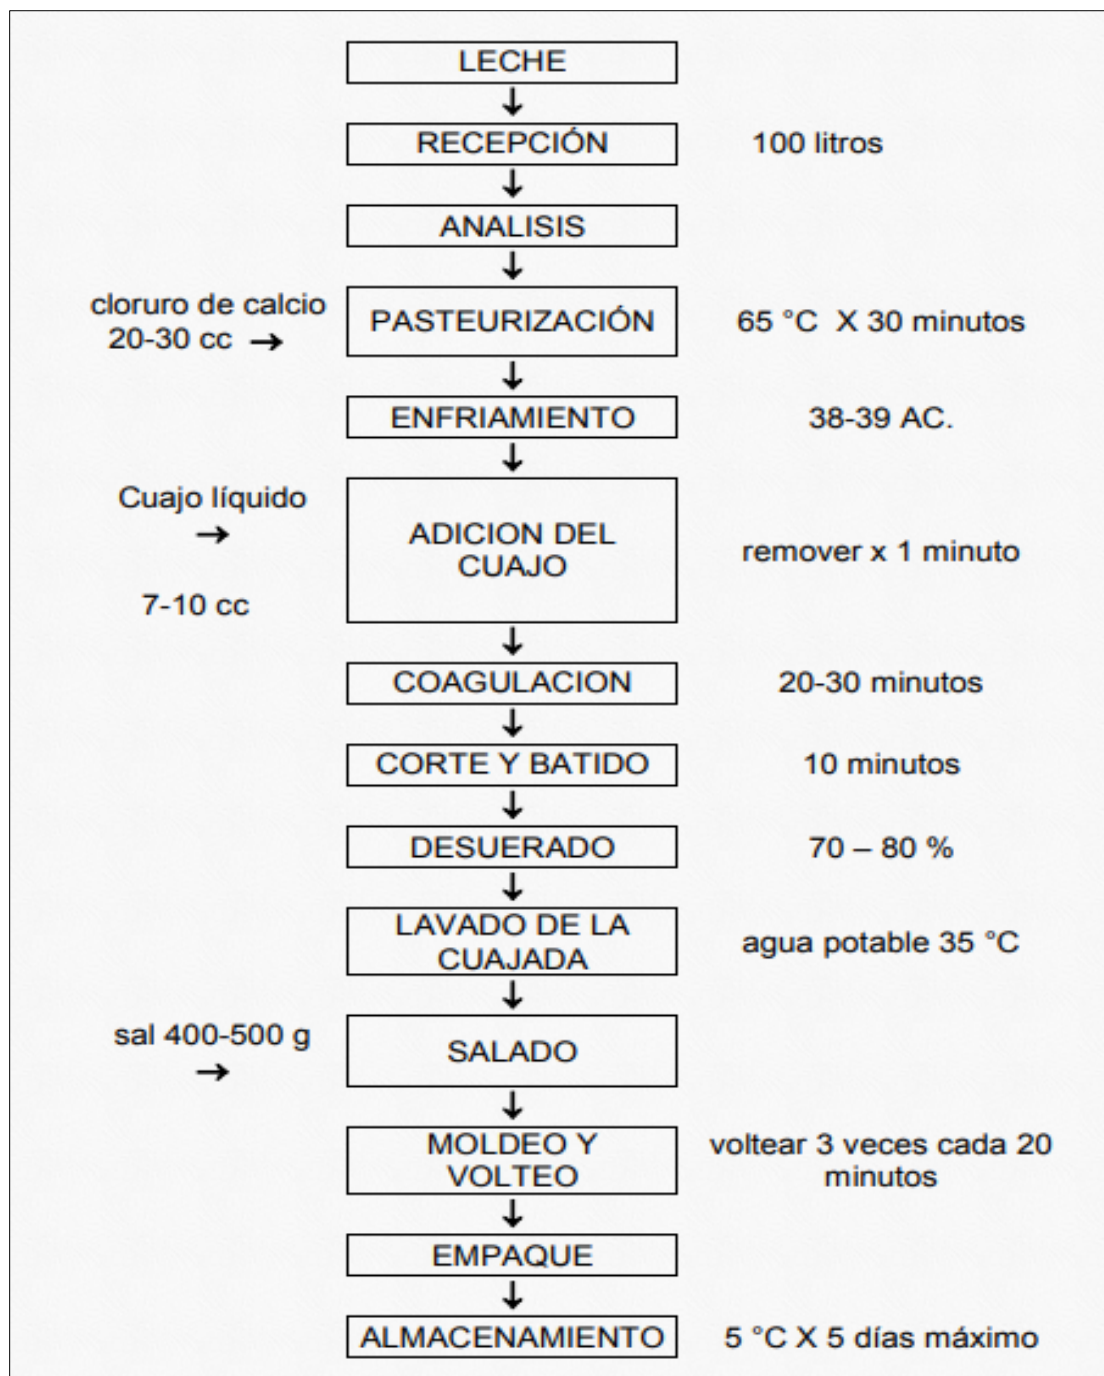 LECHE
↓
RECEPCIÓN 100 litros
↓
ANALISIS
↓
cloruro de calcio
20-30 cc →
PASTEURIZACIÓN 65 °C X 30 minutos
↓
ENFRIAMIENTO 38-39 AC.
↓
Cuajo líquido
→
7-10 cc
ADICION DEL
CUAJO
remover x 1 minuto
↓
COAGULACION 20-30 minutos
↓
CORTE Y BATIDO 10 minutos
↓
DESUERADO 70 – 80 %
↓
LAVADO DE LA
CUAJADA
agua potable 35 °C
↓
sal 400-500 g
→
SALADO
↓
MOLDEO Y
VOLTEO
voltear 3 veces cada 20
minutos
↓
EMPAQUE
↓
ALMACENAMIENTO 5 °C X 5 días máximo